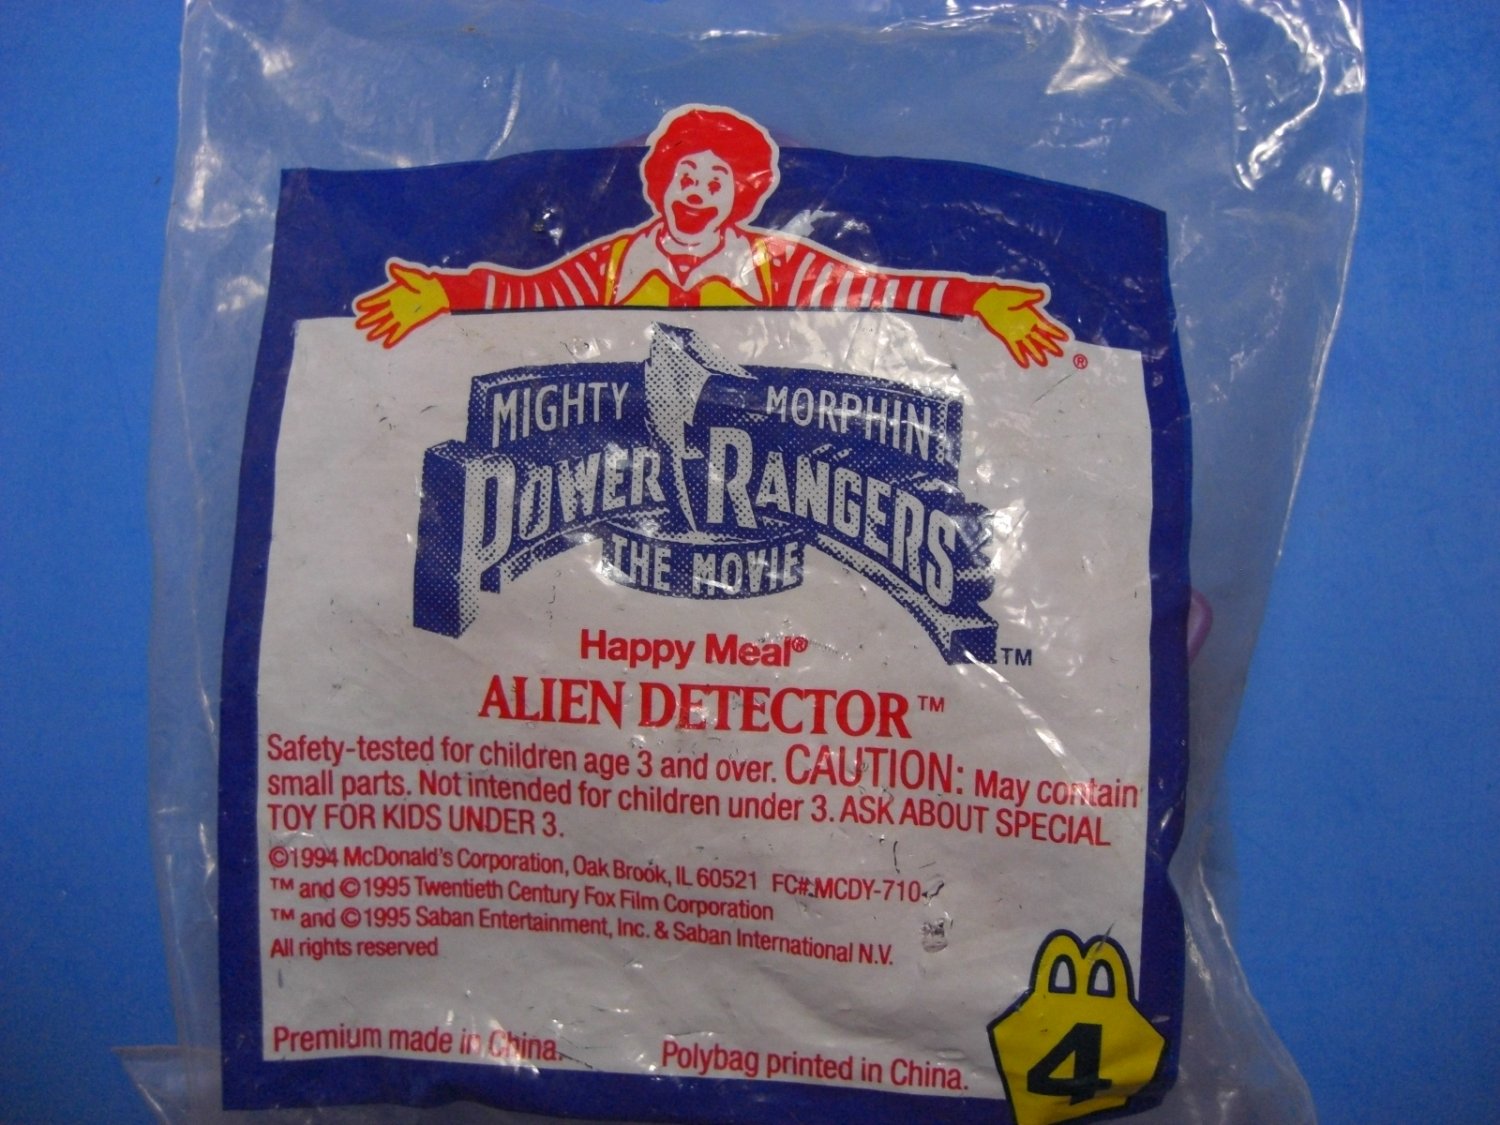 ®
MIGHTY MORPHIN
POWER RANGERS
THE MOVIE
TM
Happy Meal®
ALIEN DETECTOR™
Safety-tested for children age 3 and over. CAUTION: May contain
small parts. Not intended for children under 3. ASK ABOUT SPECIAL
TOY FOR KIDS UNDER 3.
©1994 McDonald's Corporation, Oak Brook, IL 60521 FC#:MCDY-710-
TM and ©1995 Twentieth Century Fox Film Corporation
TM and ©1995 Saban Entertainment, Inc. & Saban International N.V.
All rights reserved
Premium made in China. Polybag printed in China.
4